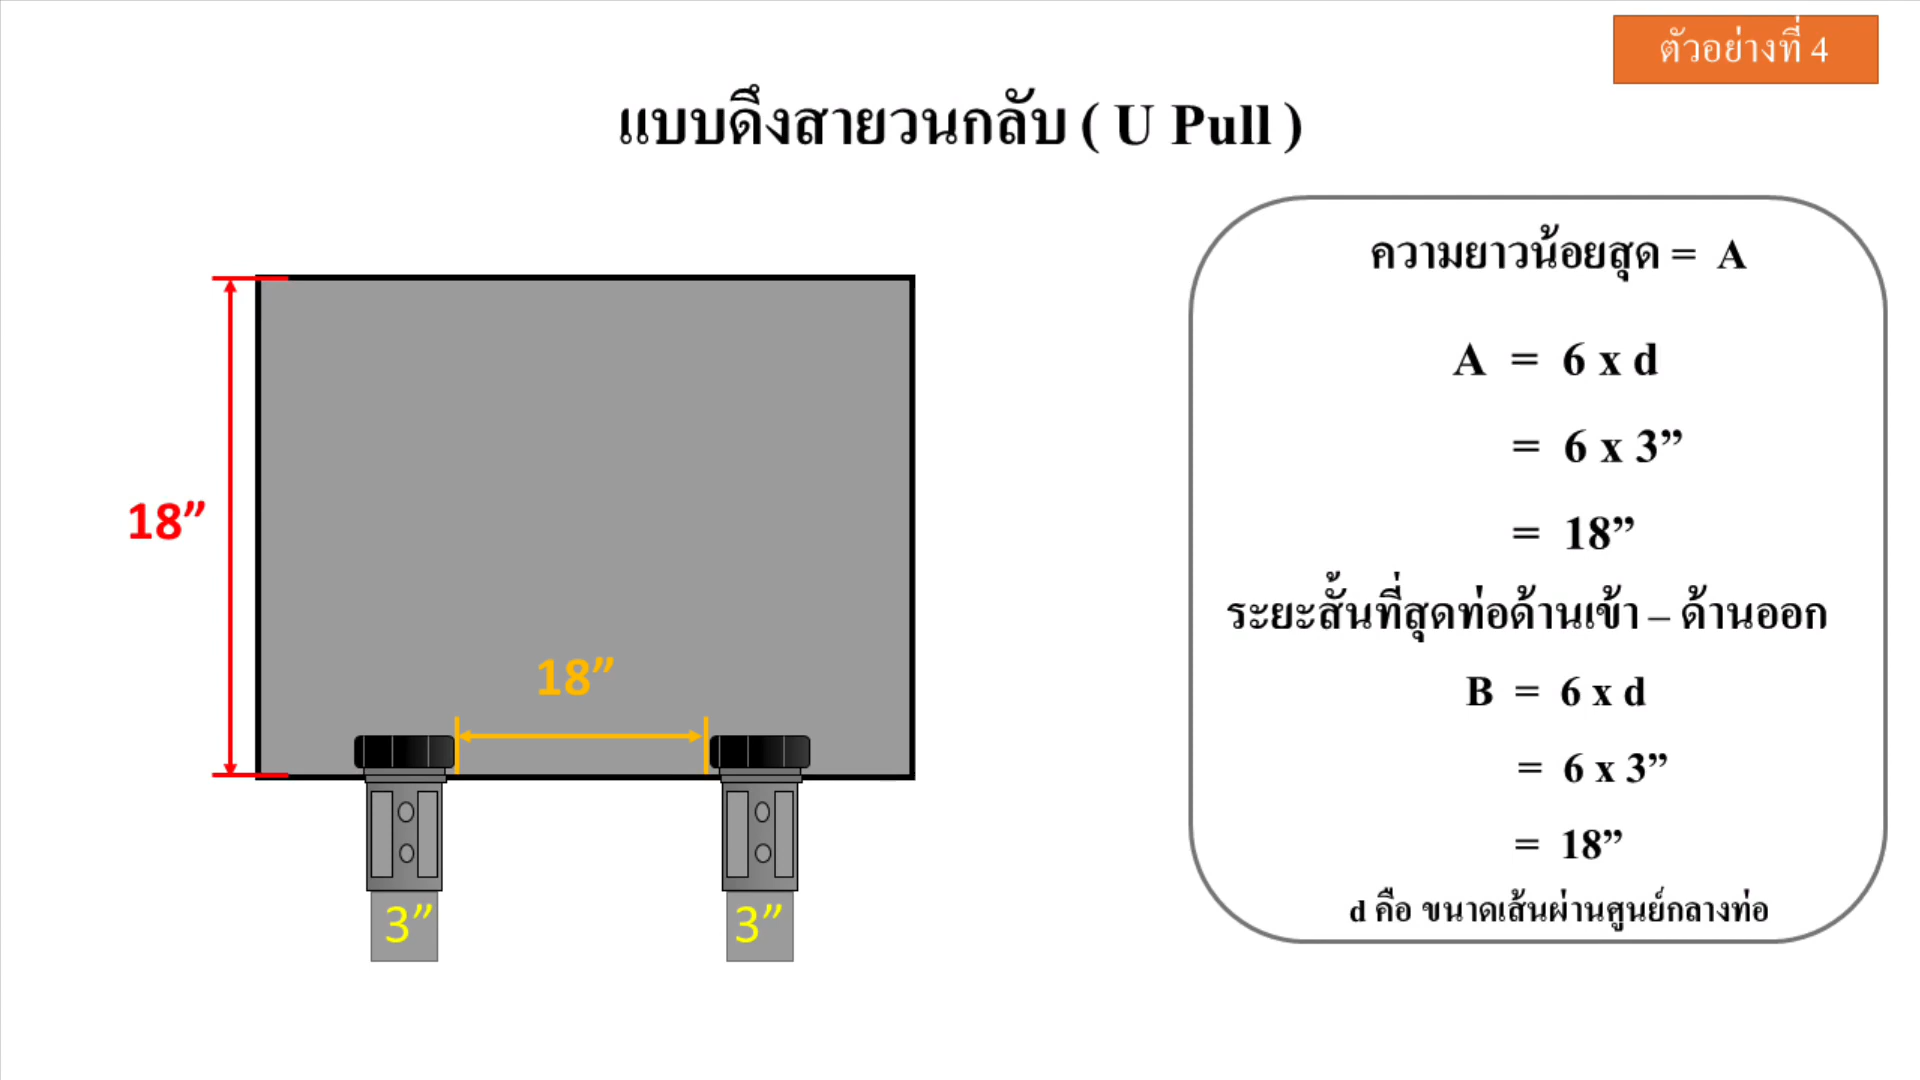 ตัวอย่างที่ 4
แบบดึงสายวนกลับ ( U Pull )
18”
18”
3”
3”
ความยาวน้อยสุด = A
A = 6 x d
= 6 x 3”
= 18”
ระยะสั้นที่สุดท่อด้านเข้า – ด้านออก
B = 6 x d
= 6 x 3”
= 18”
d คือ ขนาดเส้นผ่านศูนย์กลางท่อ